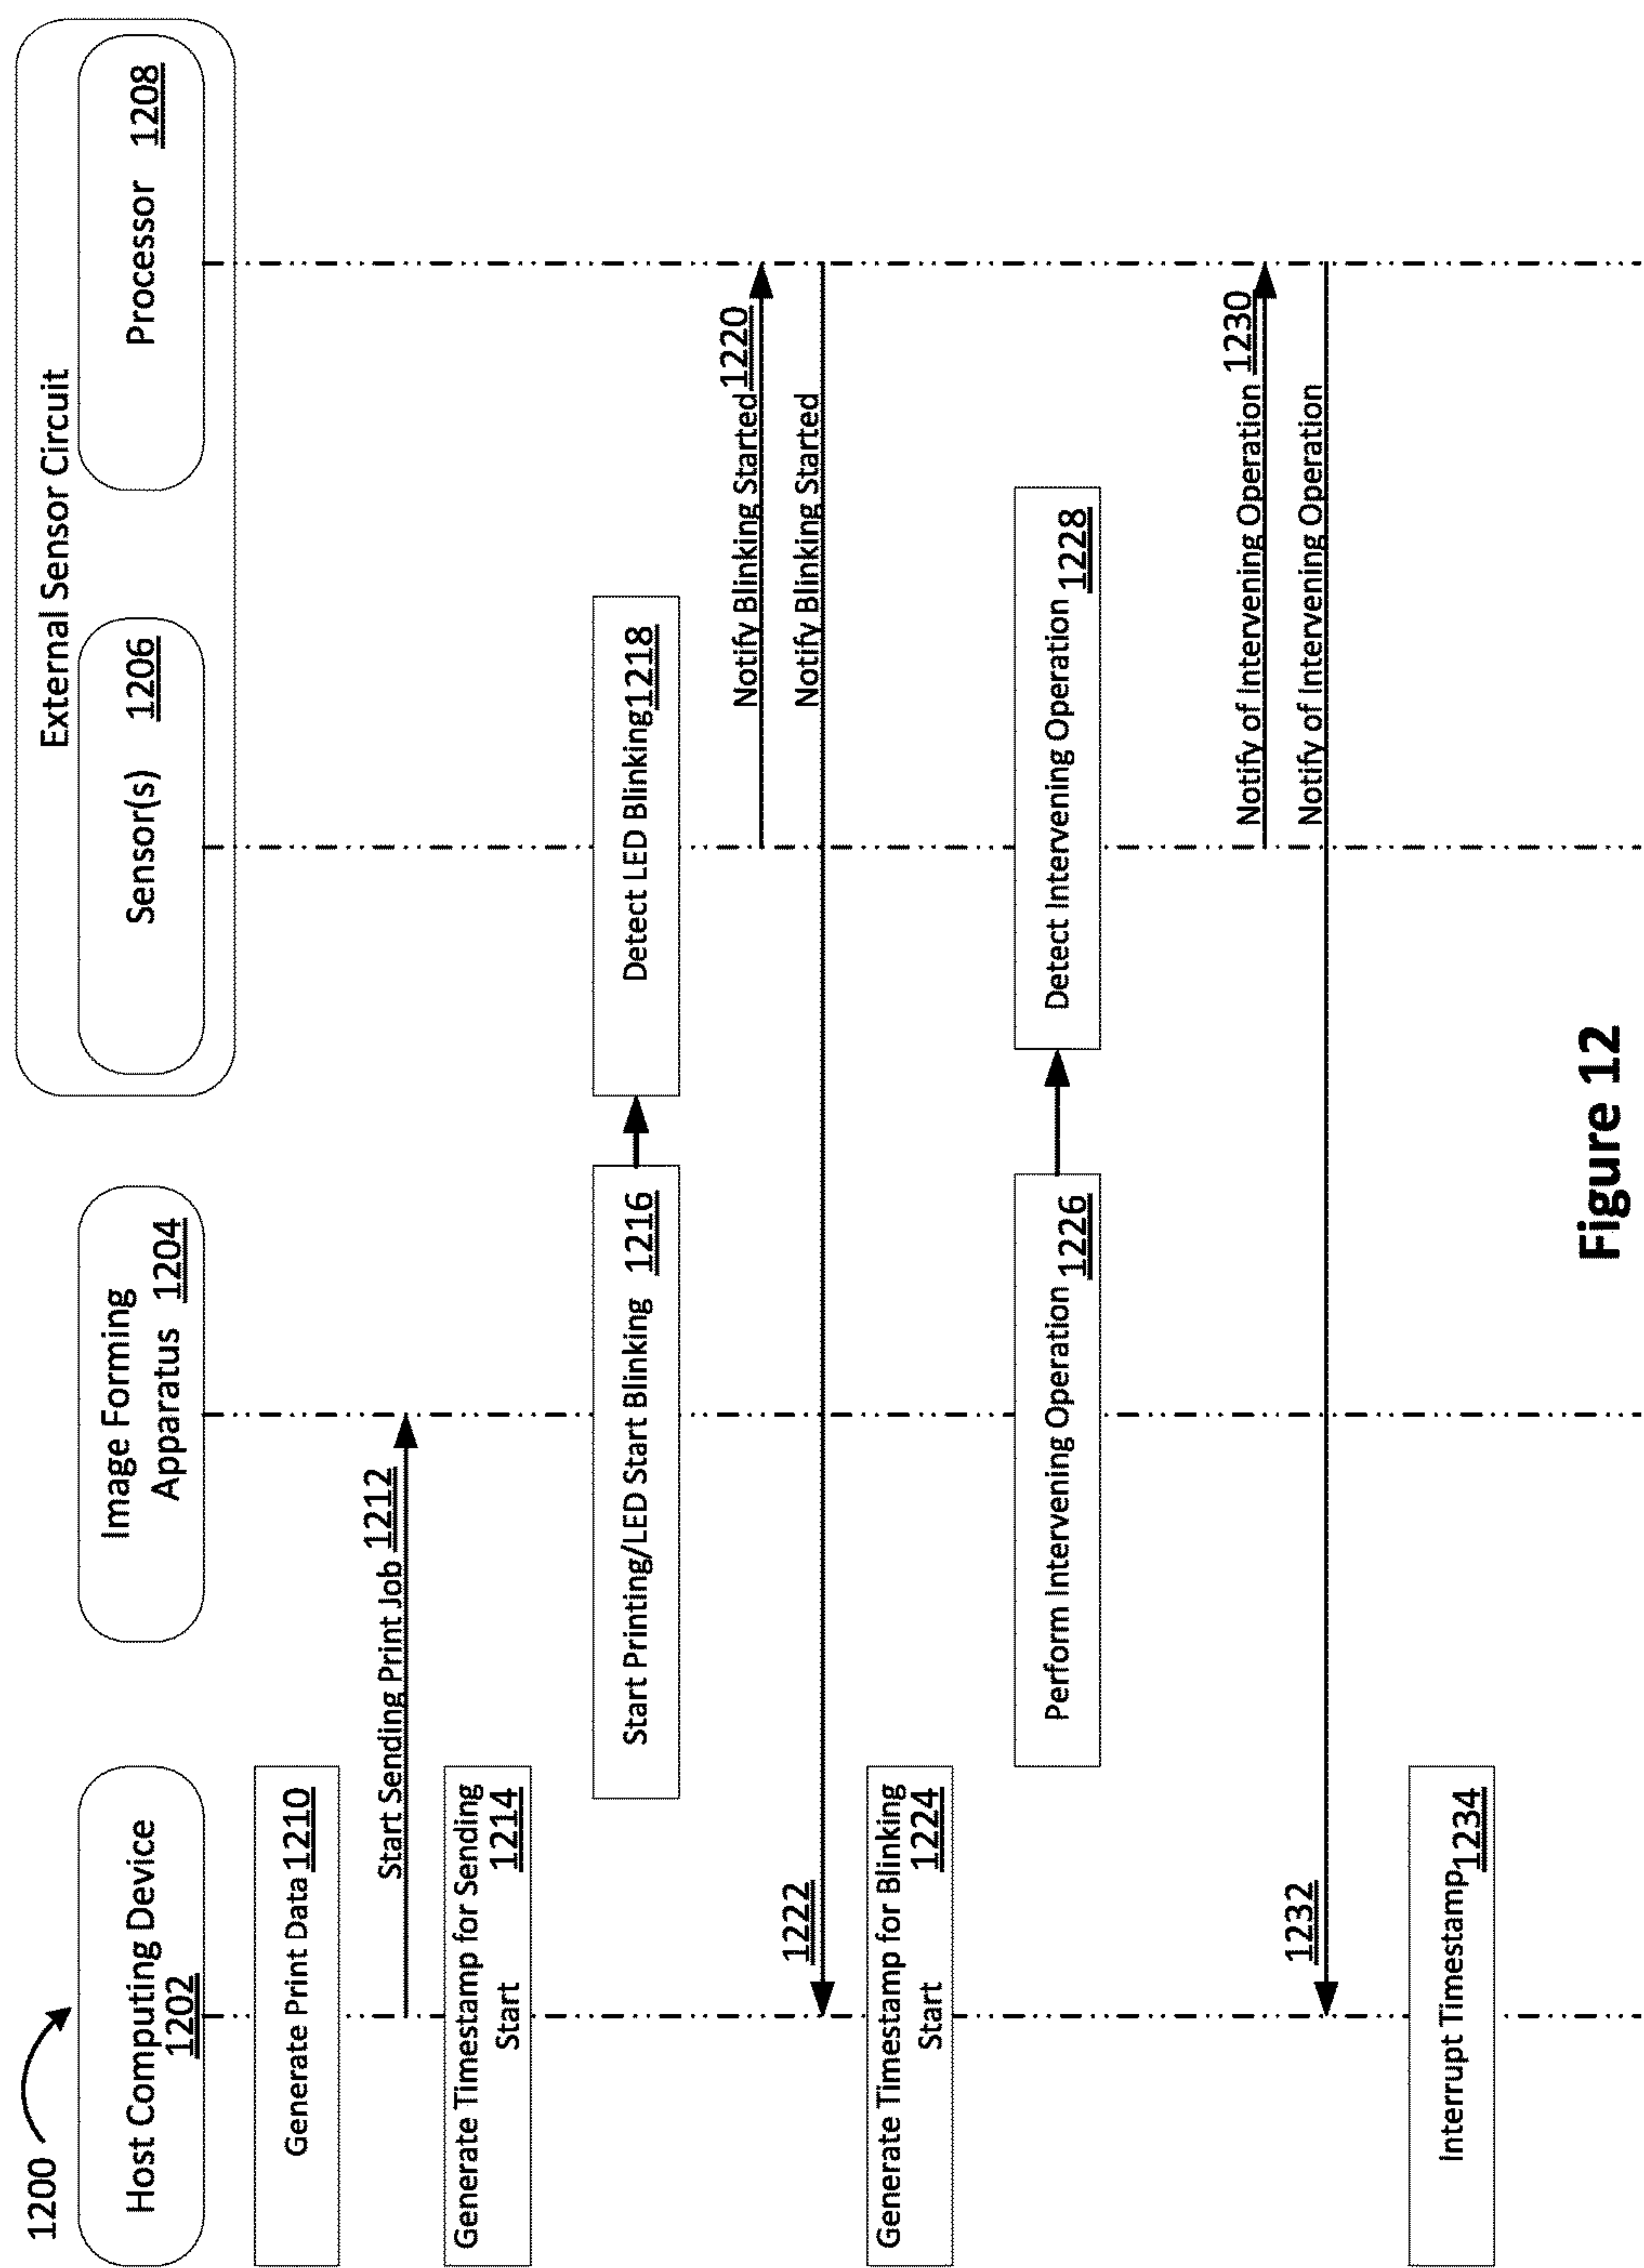 1200
External Sensor Circuit
Host Computing Device
1202
Image Forming
Apparatus 1204
Sensor(s) 1206
Processor 1208
Generate Print Data 1210
Start Sending Print Job 1212
Generate Timestamp for Sending
Start 1214
Start Printing/LED Start Blinking 1216
Detect LED Blinking 1218
Notify Blinking Started 1220
1222
Notify Blinking Started
Generate Timestamp for Blinking
Start 1224
Perform Intervening Operation 1226
Detect Intervening Operation 1228
Notify of Intervening Operation 1230
1232
Notify of Intervening Operation
Interrupt Timestamp 1234
Figure 12